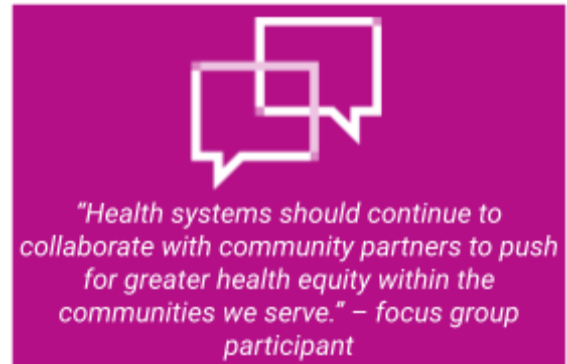 "Health systems should continue to
collaborate with community partners to push
for greater health equity within the
communities we serve." – focus group
participant